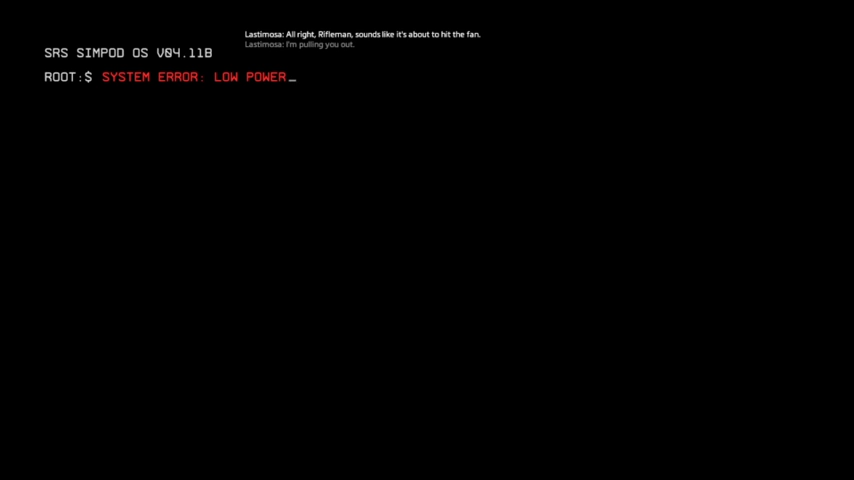 Lastimosa: All right, Rifleman, sounds like it's about to hit the fan.
Lastimosa: I'm pulling you out.
SRS SIMPOD OS V04.11B
ROOT:$ SYSTEM ERROR: LOW POWER_